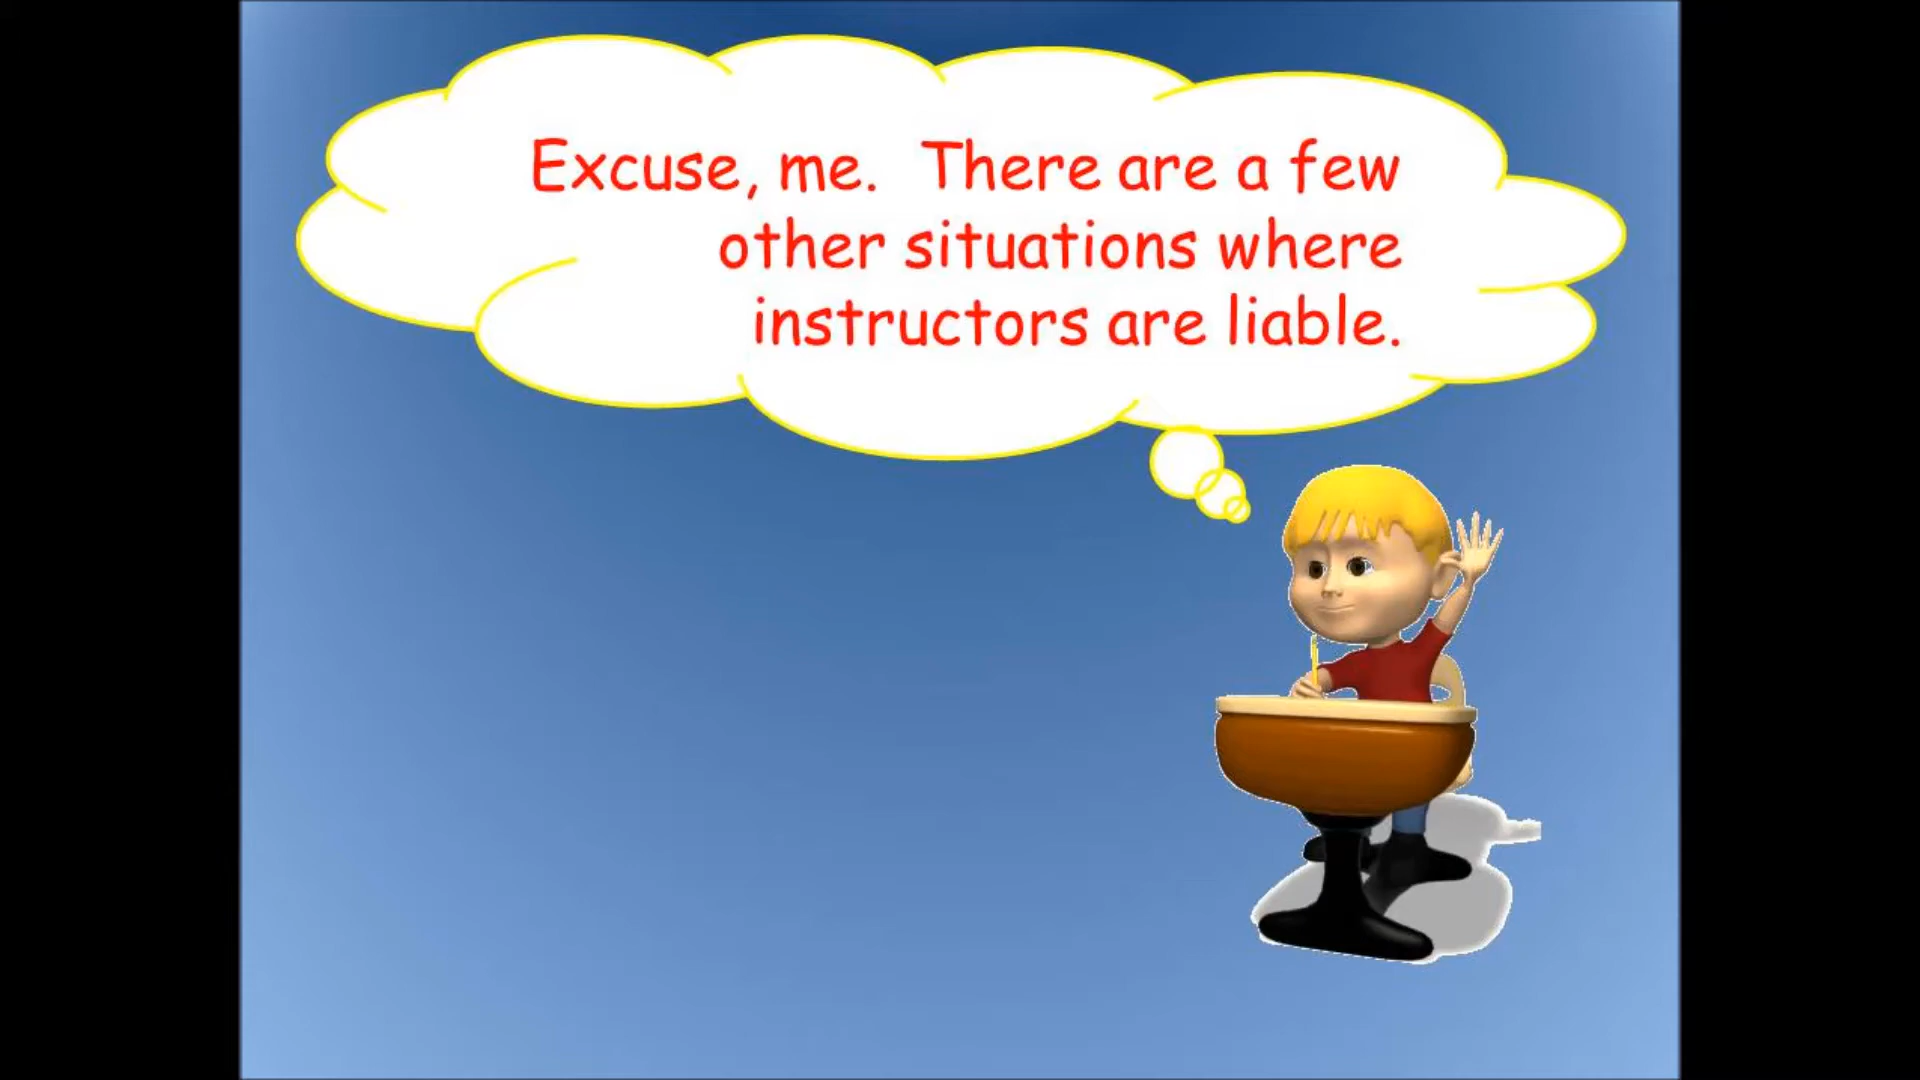 Excuse, me.  There are a few
other situations where
instructors are liable.